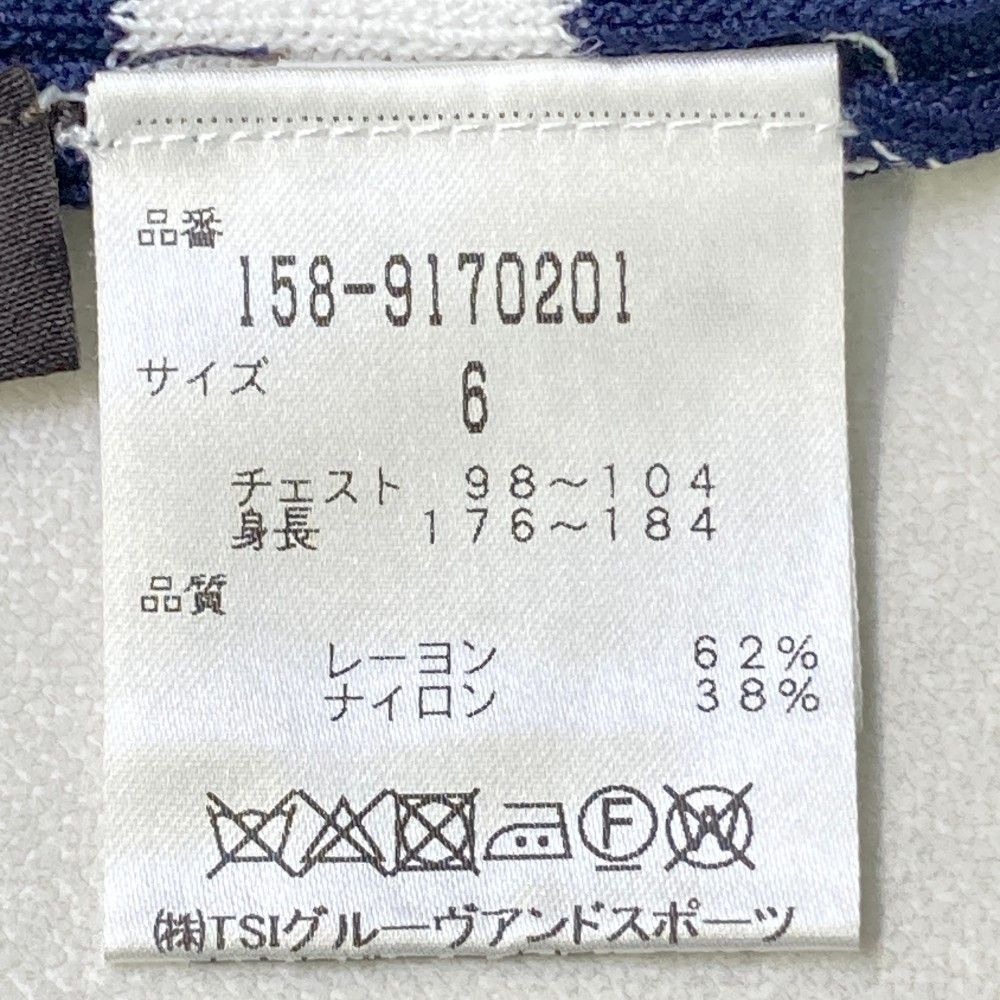 品番
158-9170201
サイズ 6
チェスト 98～104
身長 176～184
品質
レーヨン 62%
ナイロン 38%
F W
(株)TSIグルーヴアンドスポーツ